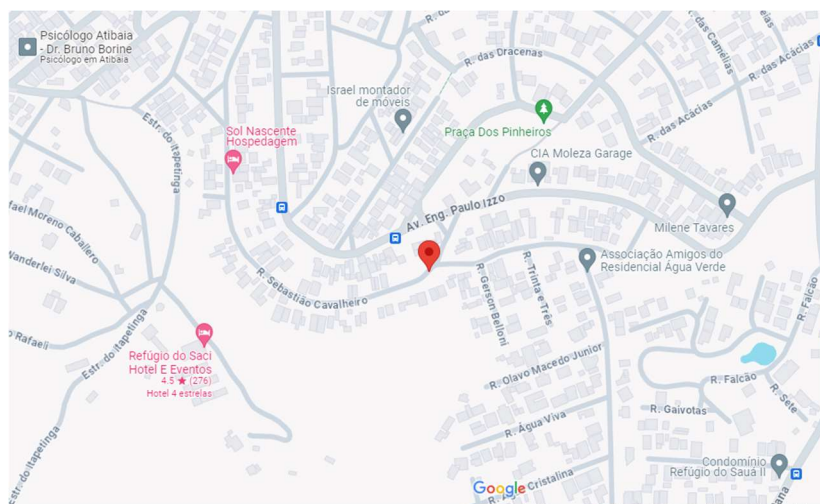 Psicólogo Atibaia
- Dr. Bruno Borine
Psicólogo em Atibaia
R. das Dracenas
R. das Camélias
R. das Acácias
Israel montador
de móveis
Estr. do Itapetinga
Sol Nascente
Hospedagem
Praça Dos Pinheiros
R. das Acácias
CIA Moleza Garage
Av. Eng. Paulo Izzo
Milene Tavares
fael Moreno Caballero
Wanderlei Silva
R. Sebastião Cavalheiro
Associação Amigos do
Residencial Água Verde
R. Gerson Belloni
R. Trinta e Três
R. Falcão
o Rafaeli
Estr. do Itapetinga
Refúgio do Saci
Hotel E Eventos
4.5 ★ (276)
Hotel 4 estrelas
R. Olavo Macedo Junior
R. Falcão
R. Sete
R. Gaivotas
R. Água Viva
Estr. do Itapetinga
Condomínio
Refúgio do Sauá II
Cristalina
Google